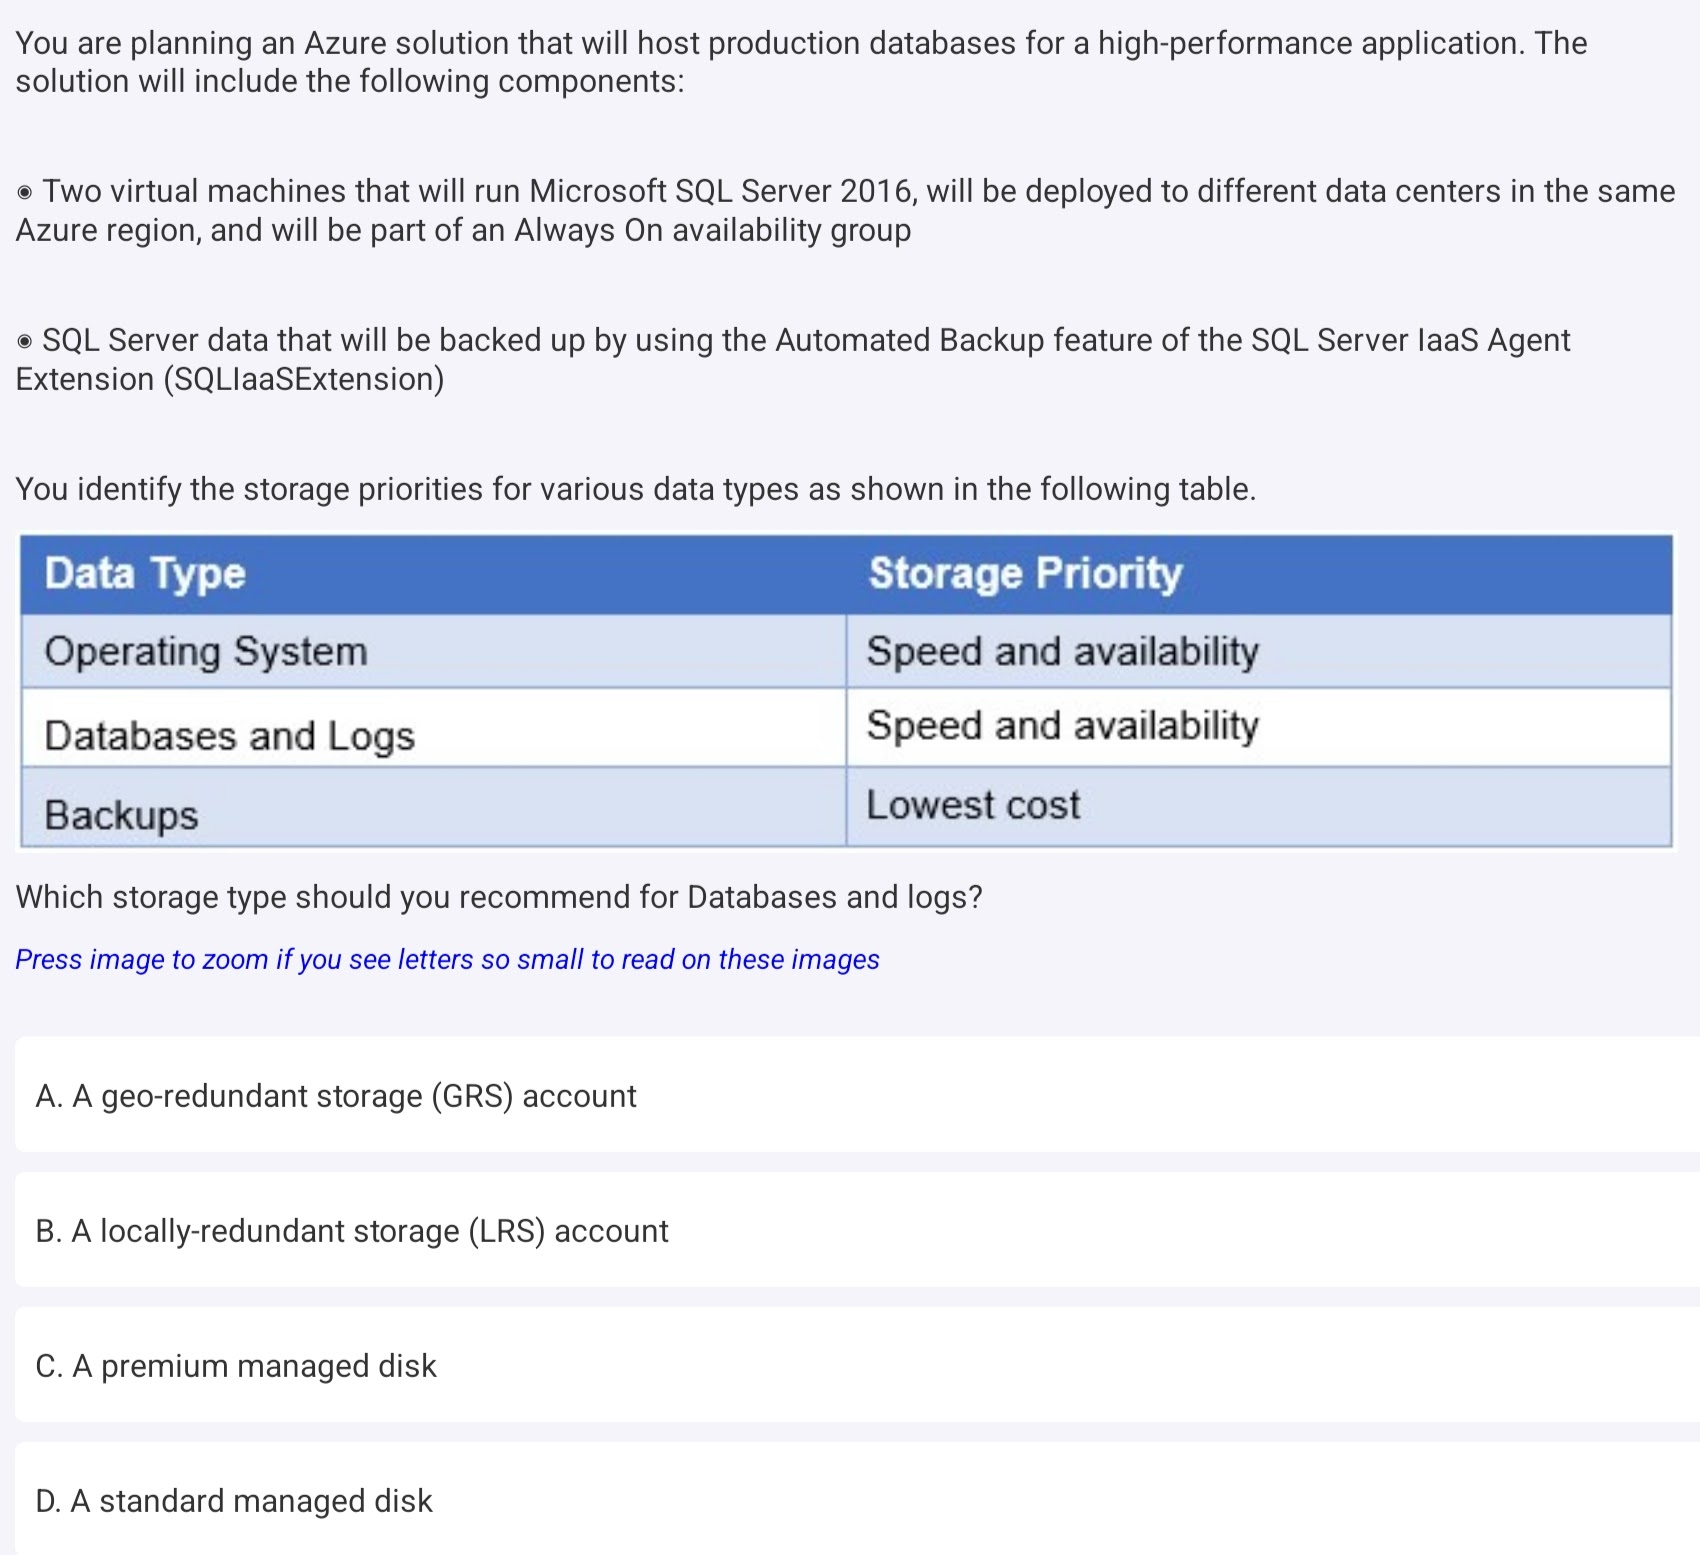 You are planning an Azure solution that will host production databases for a high-performance application. The
solution will include the following components:
◉ Two virtual machines that will run Microsoft SQL Server 2016, will be deployed to different data centers in the same
Azure region, and will be part of an Always On availability group
◉ SQL Server data that will be backed up by using the Automated Backup feature of the SQL Server IaaS Agent
Extension (SQLIaaSExtension)
You identify the storage priorities for various data types as shown in the following table.
Data Type Storage Priority
Operating System Speed and availability
Databases and Logs Speed and availability
Backups Lowest cost
Which storage type should you recommend for Databases and logs?
Press image to zoom if you see letters so small to read on these images
A. A geo-redundant storage (GRS) account
B. A locally-redundant storage (LRS) account
C. A premium managed disk
D. A standard managed disk